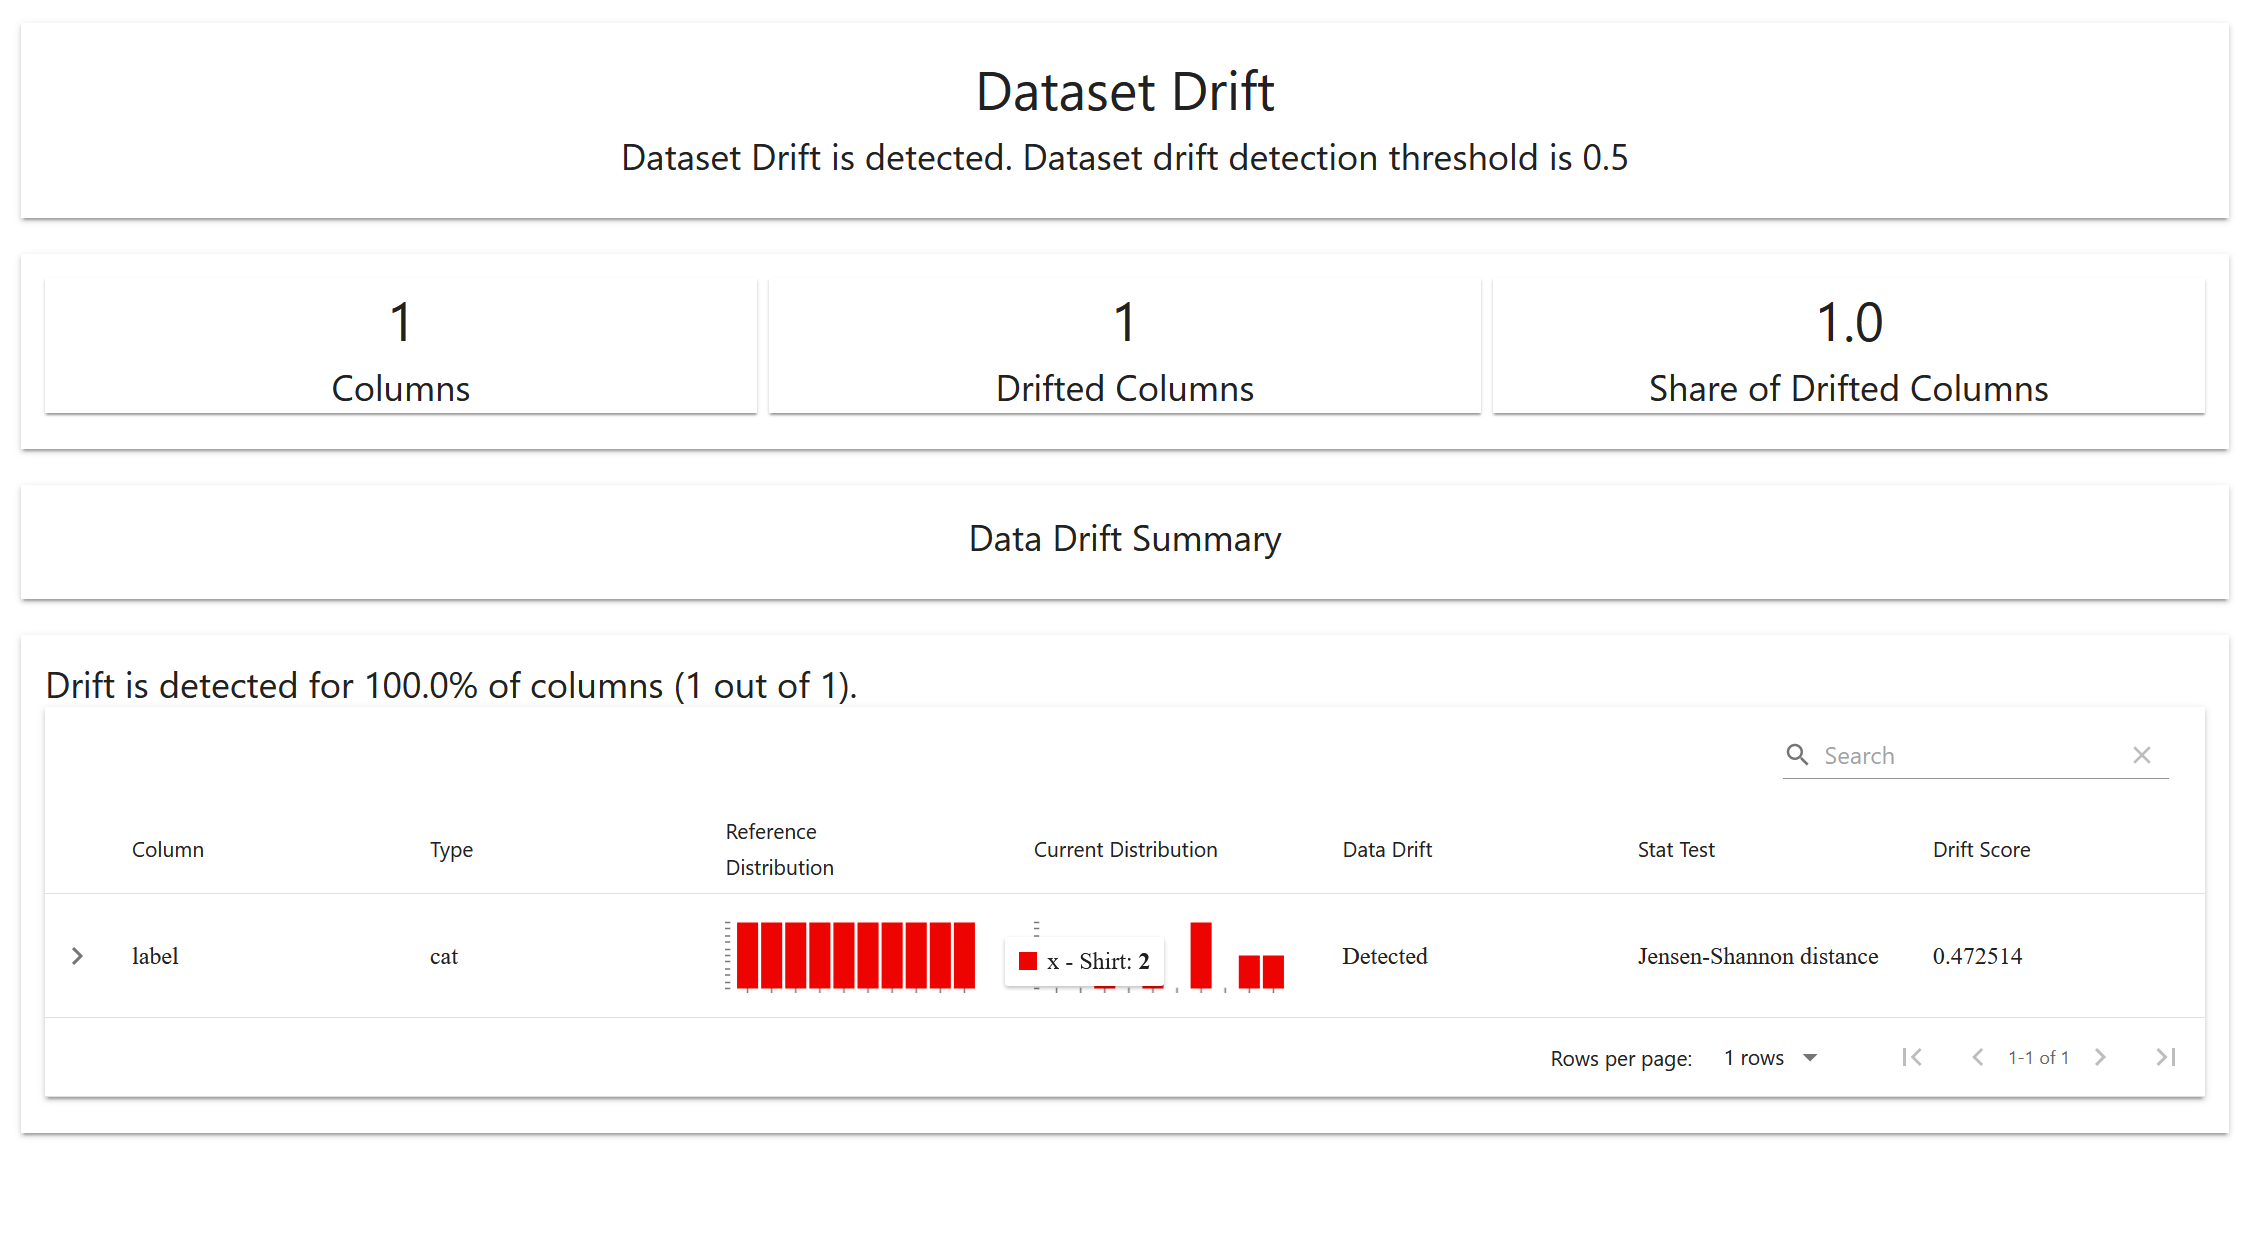 Dataset Drift
Dataset Drift is detected. Dataset drift detection threshold is 0.5
1
Columns
1
Drifted Columns
1.0
Share of Drifted Columns
Data Drift Summary
Drift is detected for 100.0% of columns (1 out of 1).
Search
Column
Type
Reference
Distribution
Current Distribution
Data Drift
Stat Test
Drift Score
label
cat
x - Shirt: 2
Detected
Jensen-Shannon distance
0.472514
Rows per page:
1 rows
1-1 of 1